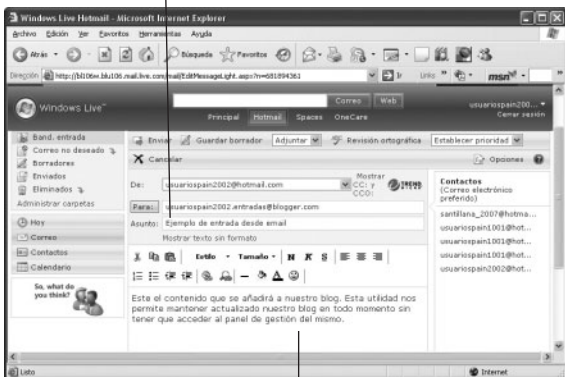 Windows Live Hotmail - Microsoft Internet Explorer
Archivo Edición Ver Favoritos Herramientas Ayuda
Atrás Búsqueda Favoritos
Dirección http://bl106w.blu106.mail.live.com/mail/EditMessageLight.aspx?n=681894361 Ir Links msn
Correo Web
Windows Live™ usuariospain200...
Principal Hotmail Spaces OneCare Cerrar sesión
Band. entrada
Correo no deseado
Borradores
Enviados
Eliminados
Administrar carpetas
Hoy
Correo
Contactos
Calendario
So, what do
you think?
Enviar Guardar borrador Adjuntar Revisión ortográfica Establecer prioridad
Cancelar Opciones
De: usuariospain2002@hotmail.com Mostrar CC: y CCO: TREND
Para: usuariospain2002.entradas@blogger.com
Asunto: Ejemplo de entrada desde email
Mostrar texto sin formato
Estilo Tamaño N K S
Este el contenido que se añadirá a nuestro blog. Esta utilidad nos
permite mantener actualizado nuestro blog en todo momento sin
tener que acceder al panel de gestión del mismo.
Contactos
(Correo electrónico
preferido)
santillana_2007@hotma...
usuariospain1001@hot...
usuariospain1001@hot...
usuariospain1001@hot...
usuariospain2002@hot...
Listo Internet